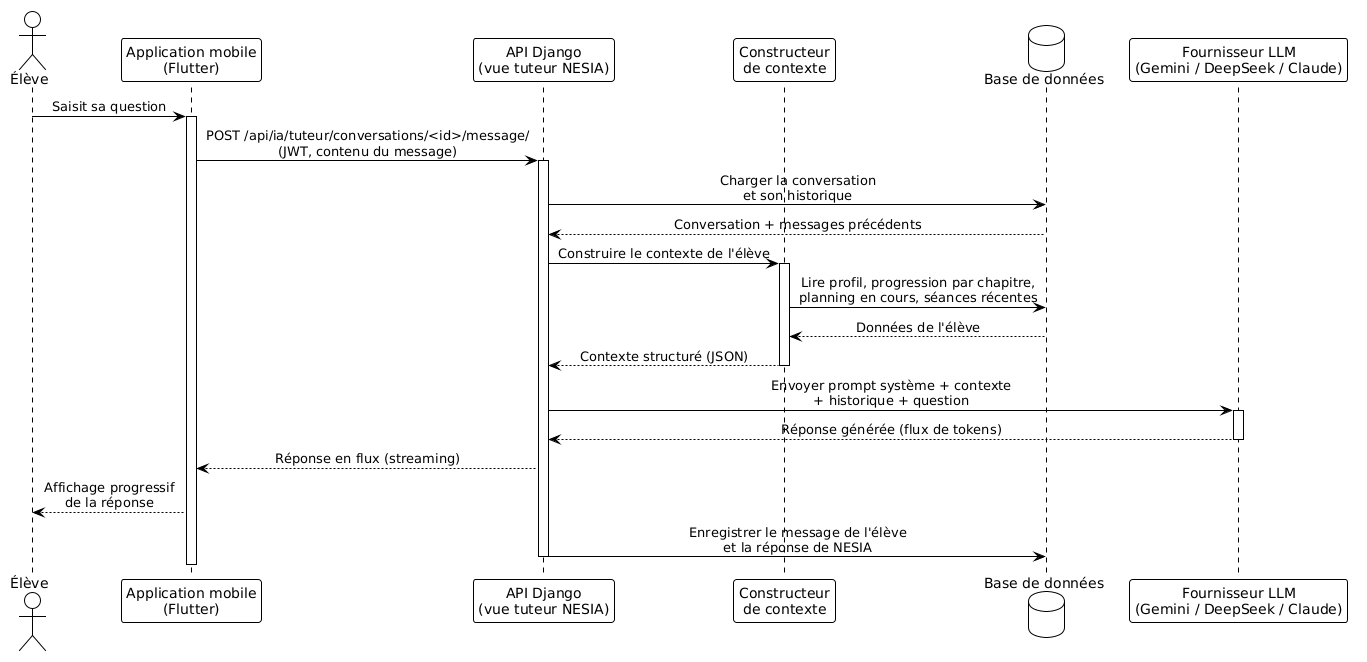 Élève
Application mobile
(Flutter)
API Django
(vue tuteur NESIA)
Constructeur
de contexte
Base de données
Fournisseur LLM
(Gemini / DeepSeek / Claude)
Saisit sa question
POST /api/ia/tuteur/conversations/<id>/message/
(JWT, contenu du message)
Charger la conversation
et son historique
Conversation + messages précédents
Construire le contexte de l'élève
Lire profil, progression par chapitre,
planning en cours, séances récentes
Données de l'élève
Contexte structuré (JSON)
Envoyer prompt système + contexte
+ historique + question
Réponse générée (flux de tokens)
Réponse en flux (streaming)
Affichage progressif
de la réponse
Enregistrer le message de l'élève
et la réponse de NESIA
Élève
Application mobile
(Flutter)
API Django
(vue tuteur NESIA)
Constructeur
de contexte
Base de données
Fournisseur LLM
(Gemini / DeepSeek / Claude)